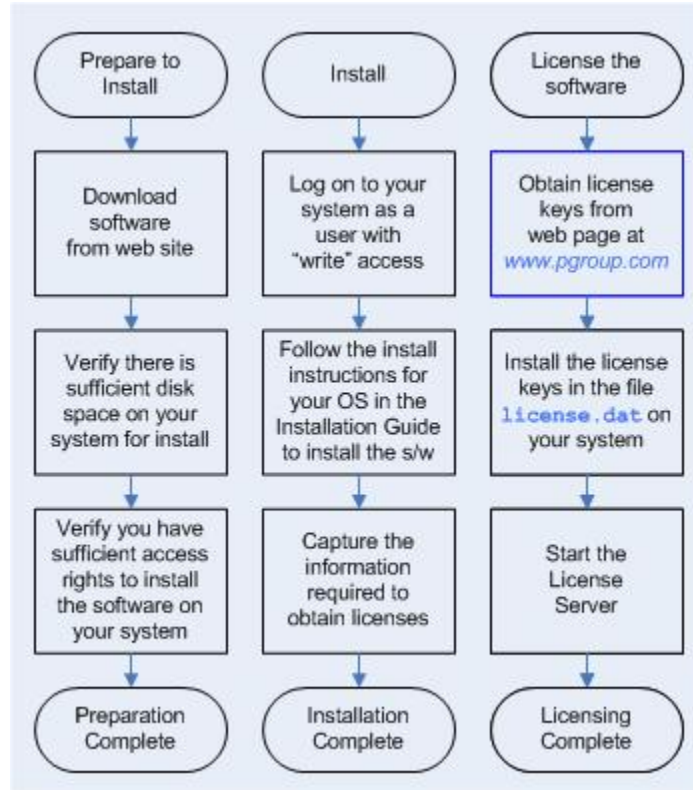 Prepare to
Install
Download
software
from web site
Verify there is
sufficient disk
space on your
system for install
Verify you have
sufficient access
rights to install
the software on
your system
Preparation
Complete
Install
Log on to your
system as a
user with
“write” access
Follow the install
instructions for
your OS in the
Installation Guide
to install the s/w
Capture the
information
required to
obtain licenses
Installation
Complete
License the
software
Obtain license
keys from
web page at
www.pgroup.com
Install the license
keys in the file
license.dat on
your system
Start the
License
Server
Licensing
Complete